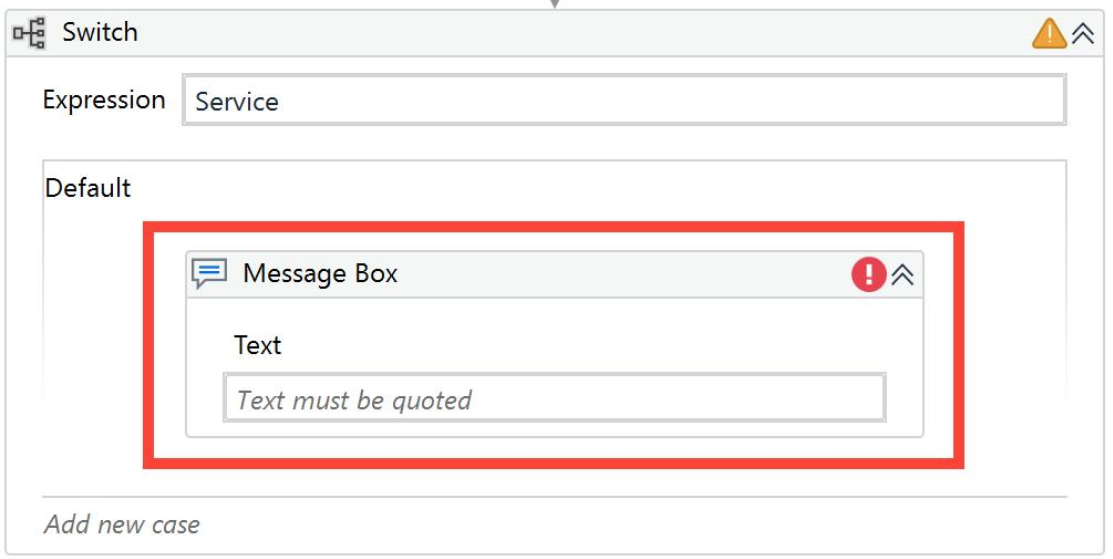 Switch
Expression
Service
Default
Message Box
Text
Text must be quoted
Add new case